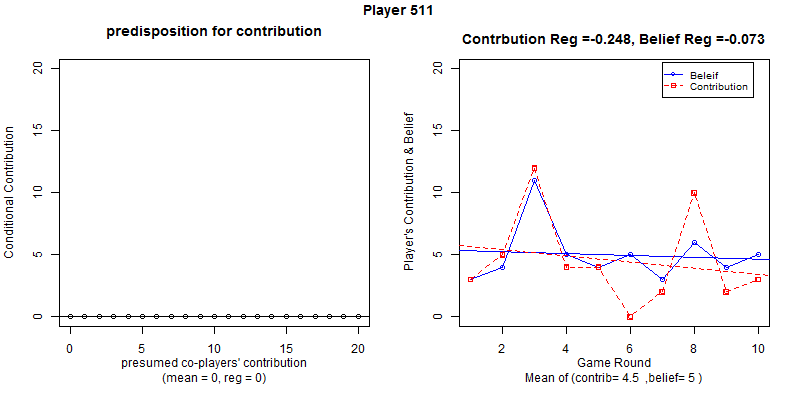 Player 511
predisposition for contribution
Conditional Contribution
20
15
10
5
0
0 5 10 15 20
presumed co-players' contribution
(mean = 0, reg = 0)
Contrbution Reg =-0.248, Belief Reg =-0.073
Player's Contribution & Belief
20
15
10
5
0
Beleif
Contribution
2 4 6 8 10
Game Round
Mean of (contrib= 4.5 ,belief= 5 )